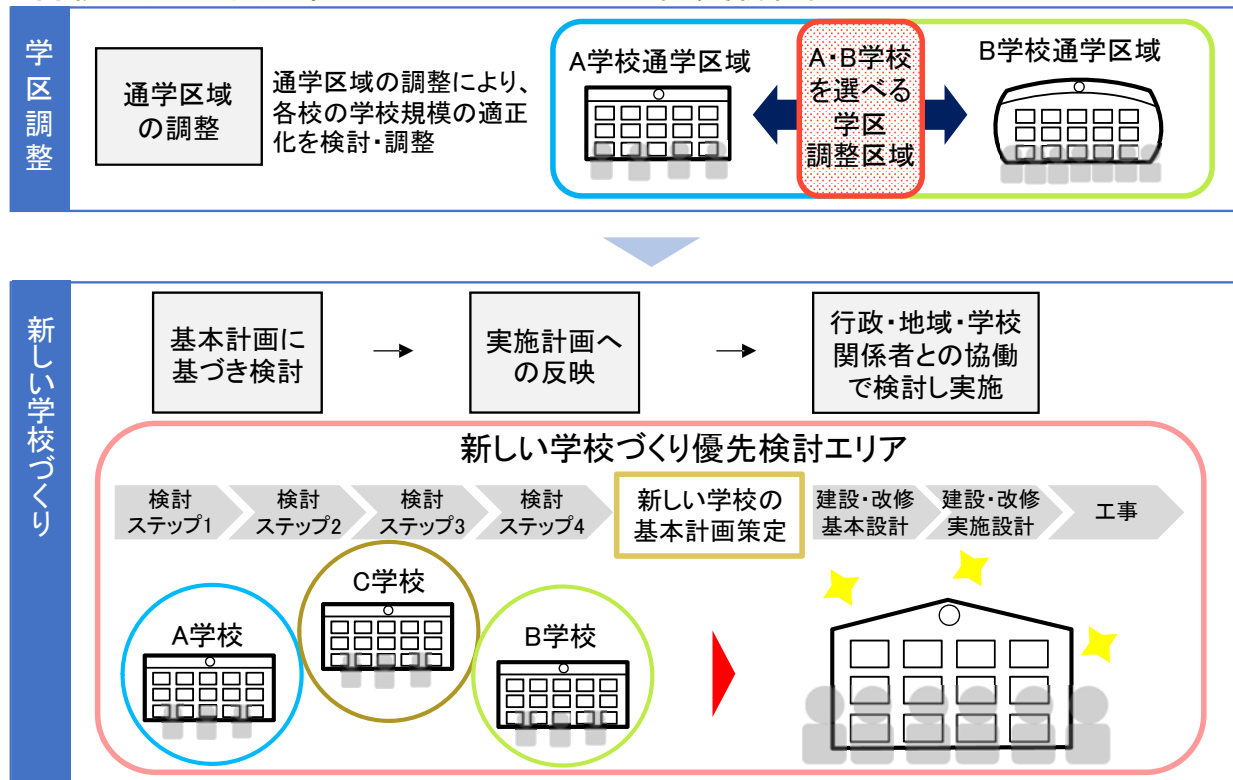 学区調整
通学区域
の調整
通学区域の調整により、
各校の学校規模の適正
化を検討・調整
A学校通学区域
A・B学校
を選べる
学区
調整区域
B学校通学区域
新しい学校づくり
基本計画に
基づき検討
→
実施計画へ
の反映
→
行政・地域・学校
関係者との協働
で検討し実施
新しい学校づくり優先検討エリア
検討
ステップ1
検討
ステップ2
検討
ステップ3
検討
ステップ4
新しい学校の
基本計画策定
建設・改修
基本設計
建設・改修
実施設計
工事
A学校
C学校
B学校